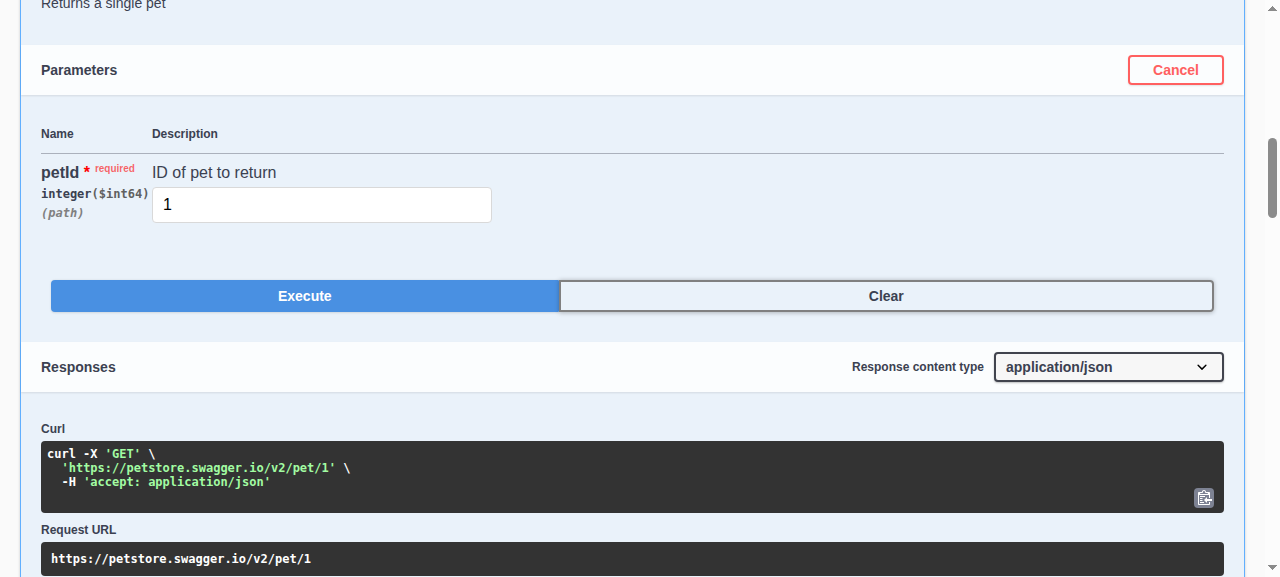 Returns a single pet
Parameters
Cancel
Name Description
petId * required ID of pet to return
integer($int64)
(path)
1
Execute Clear
Responses Response content type application/json
Curl
curl -X 'GET' \
  'https://petstore.swagger.io/v2/pet/1' \
  -H 'accept: application/json'
Request URL
https://petstore.swagger.io/v2/pet/1